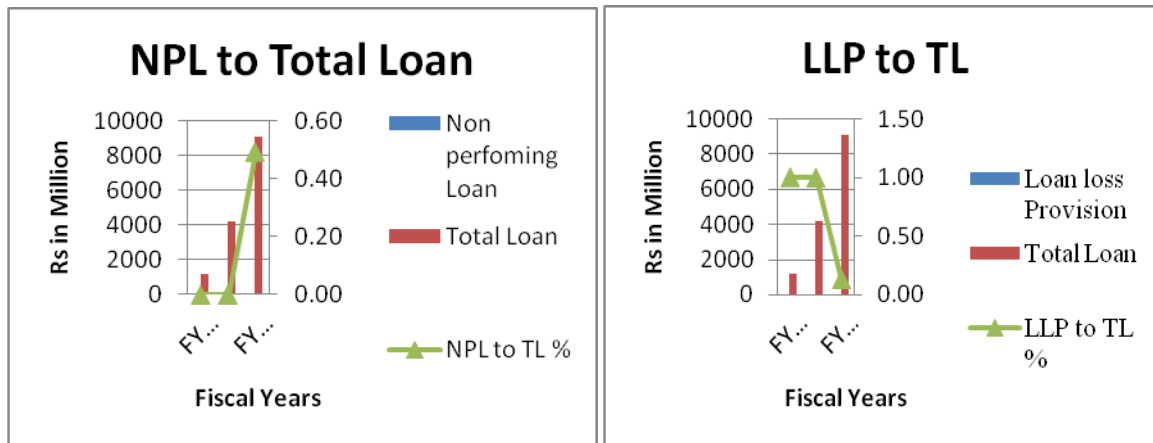 NPL to Total Loan
Rs in Million
10000
8000
6000
4000
2000
0
0.60
0.40
0.20
0.00
FY...
FY...
Fiscal Years
Non
perfoming
Loan
Total Loan
NPL to TL %
LLP to TL
Rs in Million
10000
8000
6000
4000
2000
0
1.50
1.00
0.50
0.00
FY...
FY...
Fiscal Years
Loan loss
Provision
Total Loan
LLP to TL
%